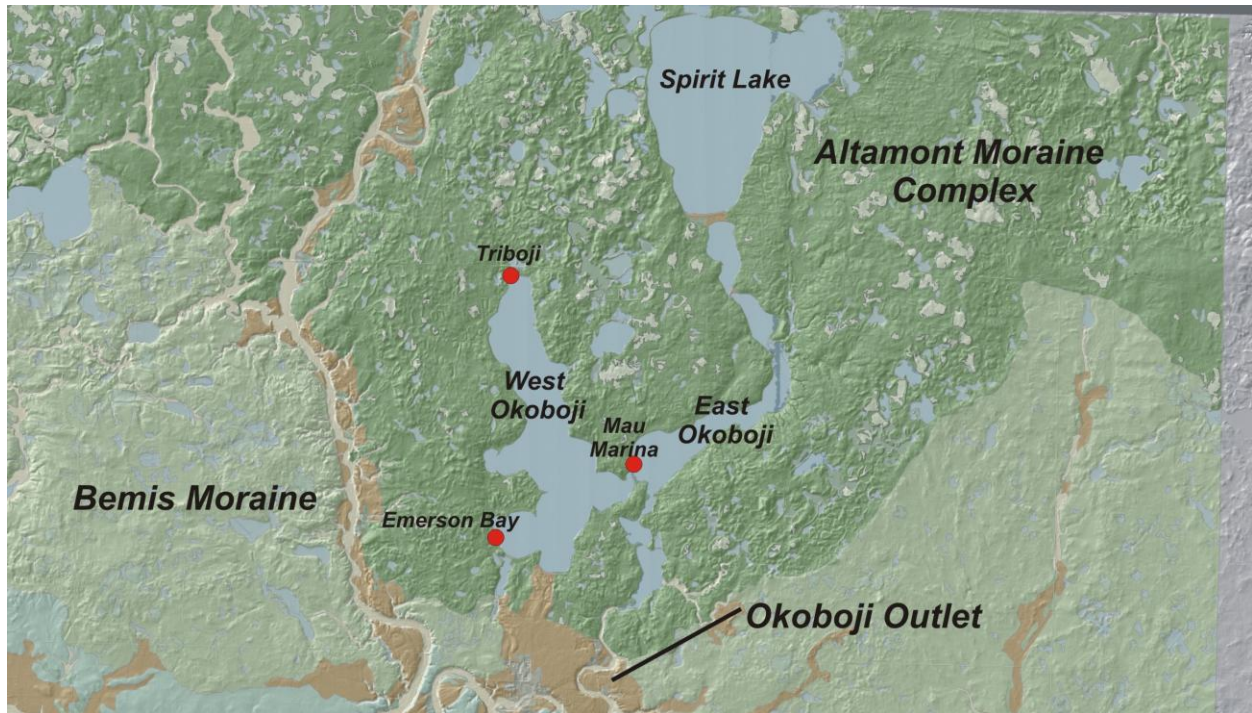 Spirit Lake
Altamont Moraine
Complex
Triboji
West
Okoboji
East
Okoboji
Mau
Marina
Bemis Moraine
Emerson Bay
Okoboji Outlet